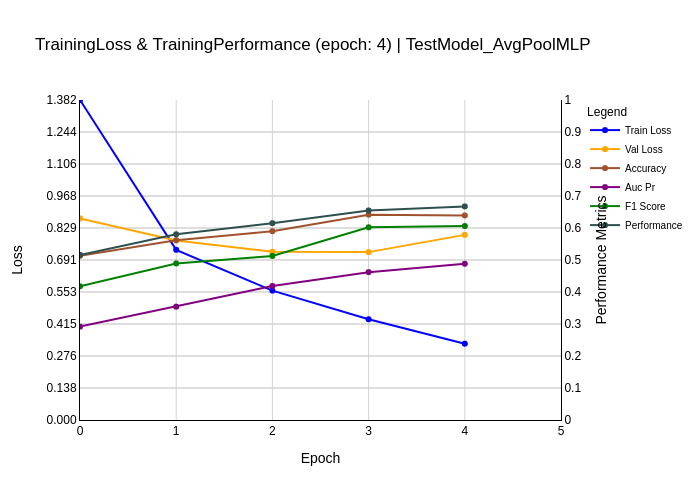 TrainingLoss & TrainingPerformance (epoch: 4) | TestModel_AvgPoolMLP
Legend
Train Loss
Val Loss
Accuracy
Auc Pr
F1 Score
Performance
Loss
1.382
1.244
1.106
0.968
0.829
0.691
0.553
0.415
0.276
0.138
0.000
1
0.9
0.8
0.7
0.6
0.5
0.4
0.3
0.2
0.1
0
Performance Metrics
0 1 2 3 4 5
Epoch